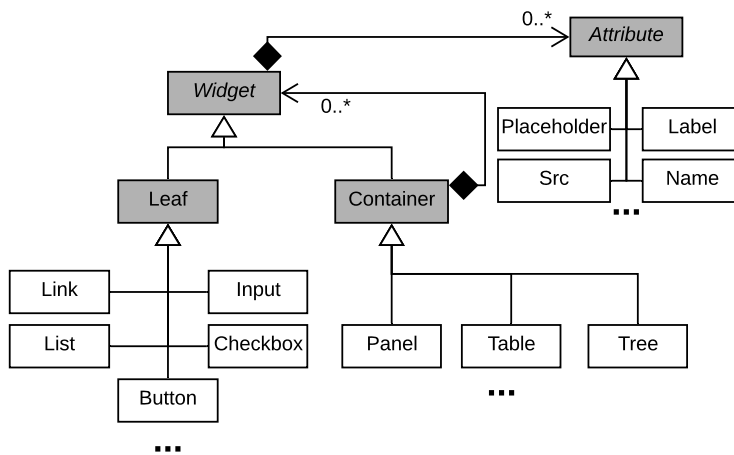 0..*
Attribute
Widget
0..*
Placeholder
Label
Src
Name
...
Leaf
Container
Link
Input
List
Checkbox
Button
...
Panel
Table
Tree
...